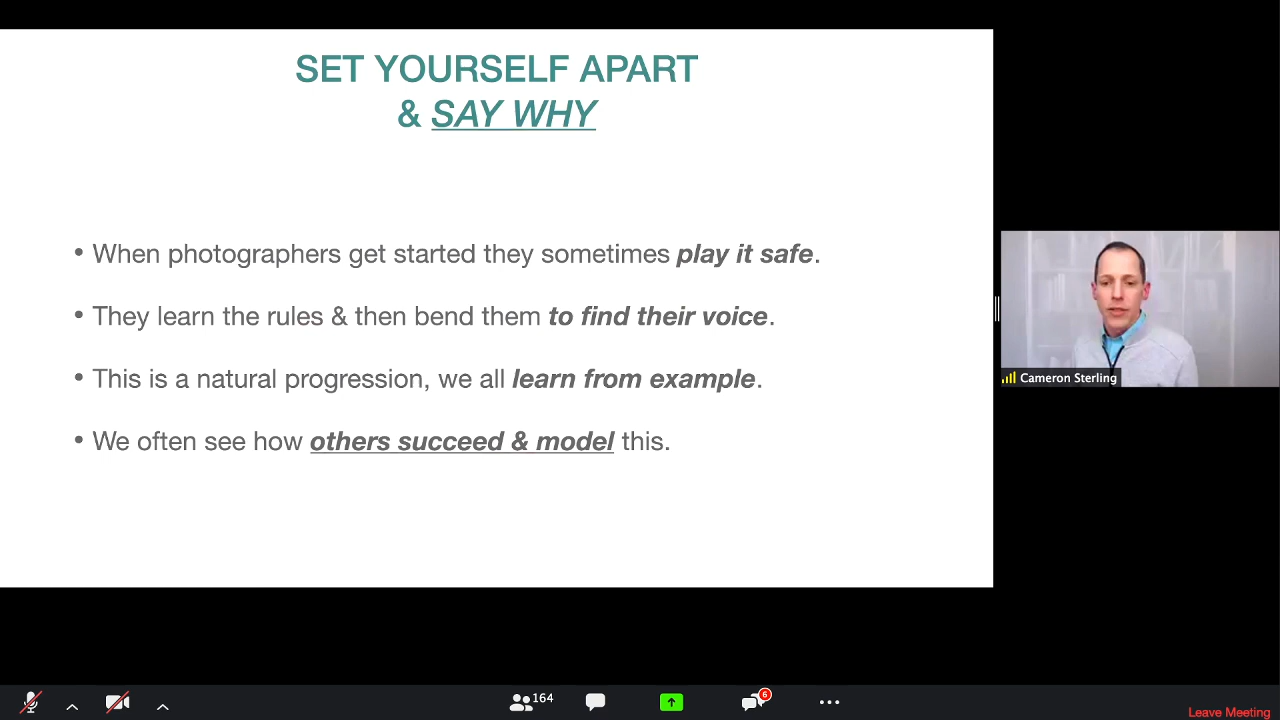 SET YOURSELF APART
& SAY WHY
• When photographers get started they sometimes play it safe.
• They learn the rules & then bend them to find their voice.
• This is a natural progression, we all learn from example.
• We often see how others succeed & model this.
Cameron Sterling
164
6
Leave Meeting